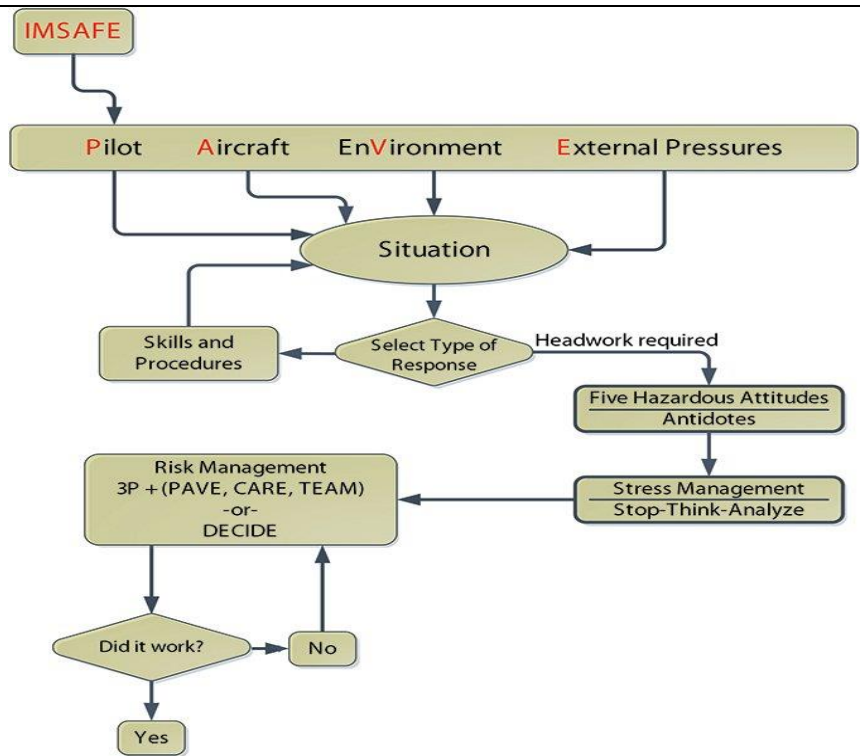 IMSAFE
Pilot Aircraft EnVironment External Pressures
Situation
Skills and
Procedures
Select Type of
Response
Headwork required
Five Hazardous Attitudes
Antidotes
Stress Management
Stop-Think-Analyze
Risk Management
3P + (PAVE, CARE, TEAM)
-or-
DECIDE
Did it work?
No
Yes